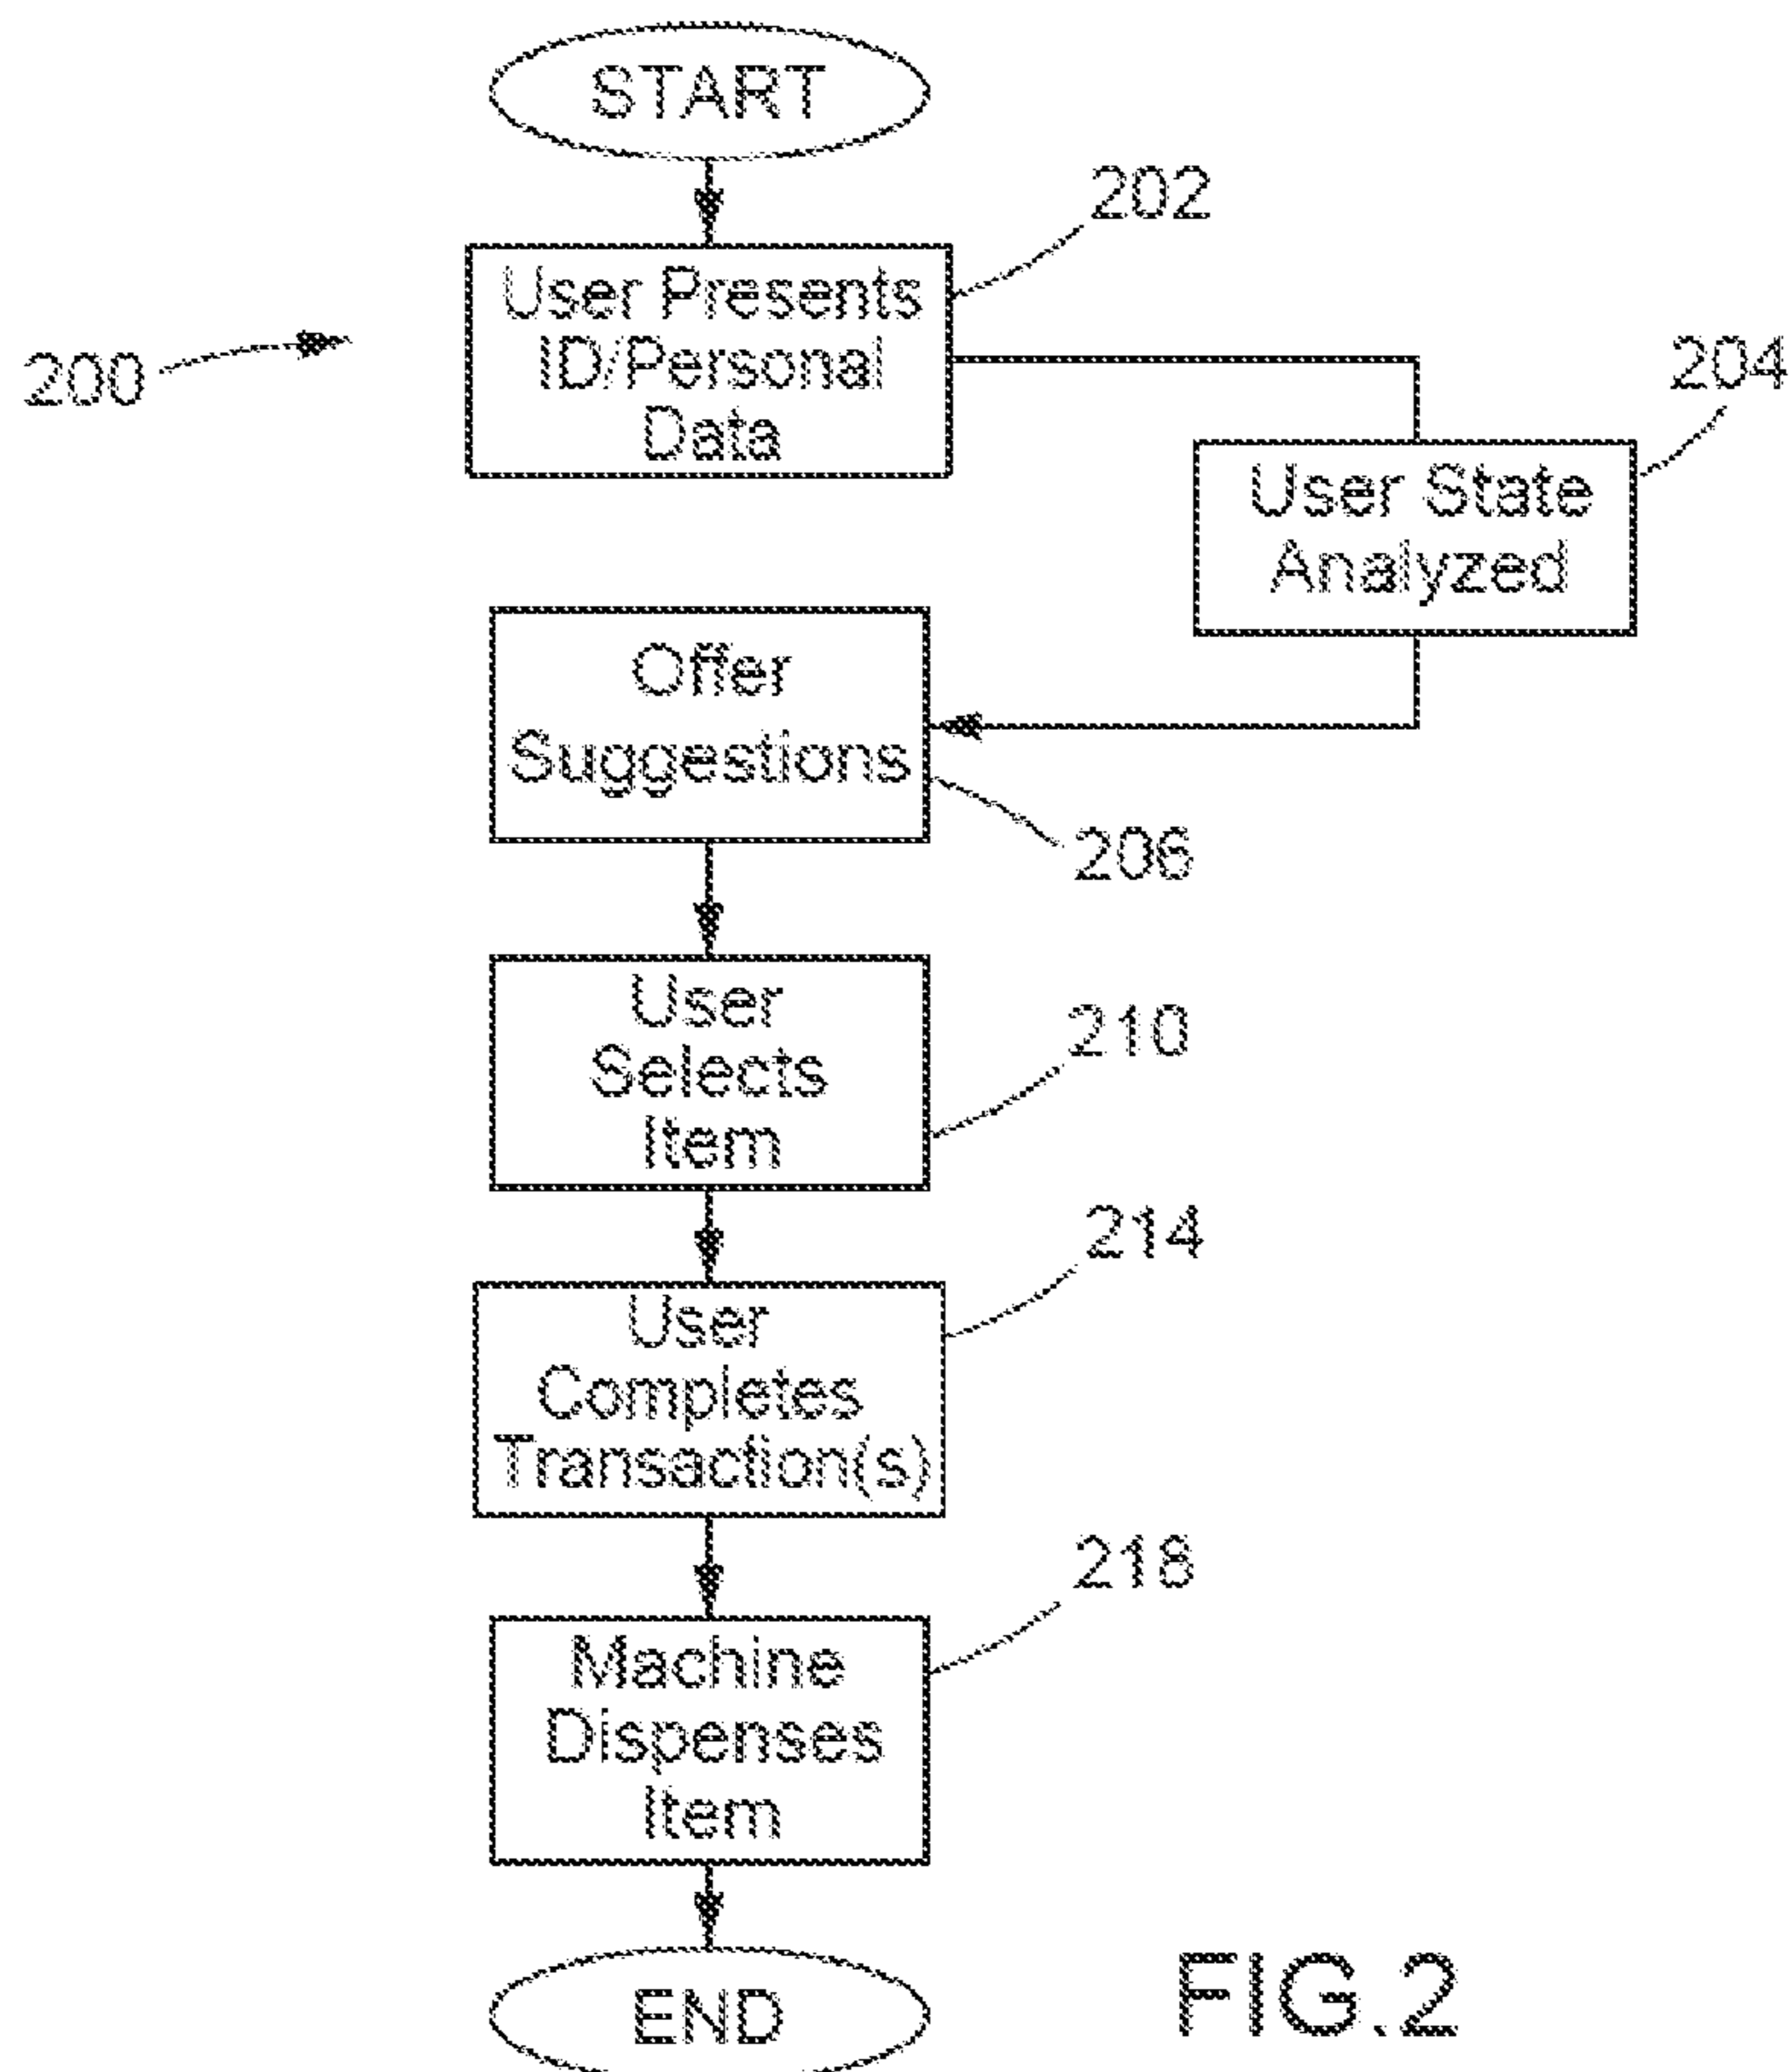 START
202
User Presents
ID/Personal
Data
200
204
User State
Analyzed
Offer
Suggestions
206
User
Selects
Item
210
214
User
Completes
Transaction(s)
218
Machine
Dispenses
Item
END
FIG.2